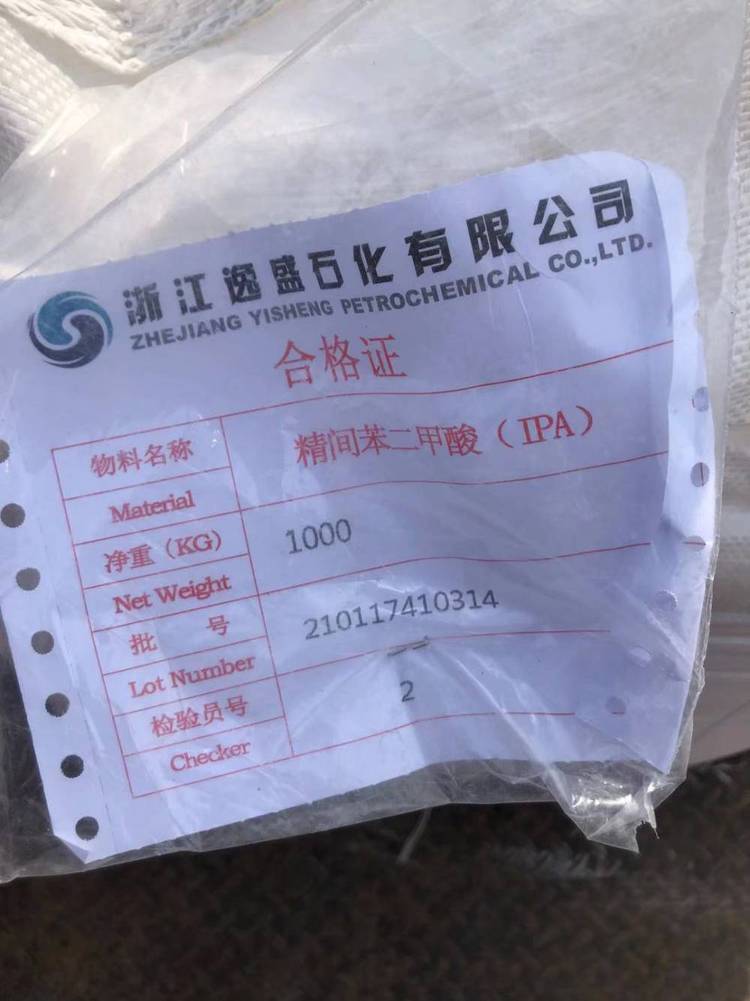 浙江逸盛石化有限公司
ZHEJIANG YISHENG PETROCHEMICAL CO.,LTD.
合格证
物料名称 精间苯二甲酸（IPA）
Material
净重（KG） 1000
Net Weight
批 号 210117410314
Lot Number
检验员号 2
Checker